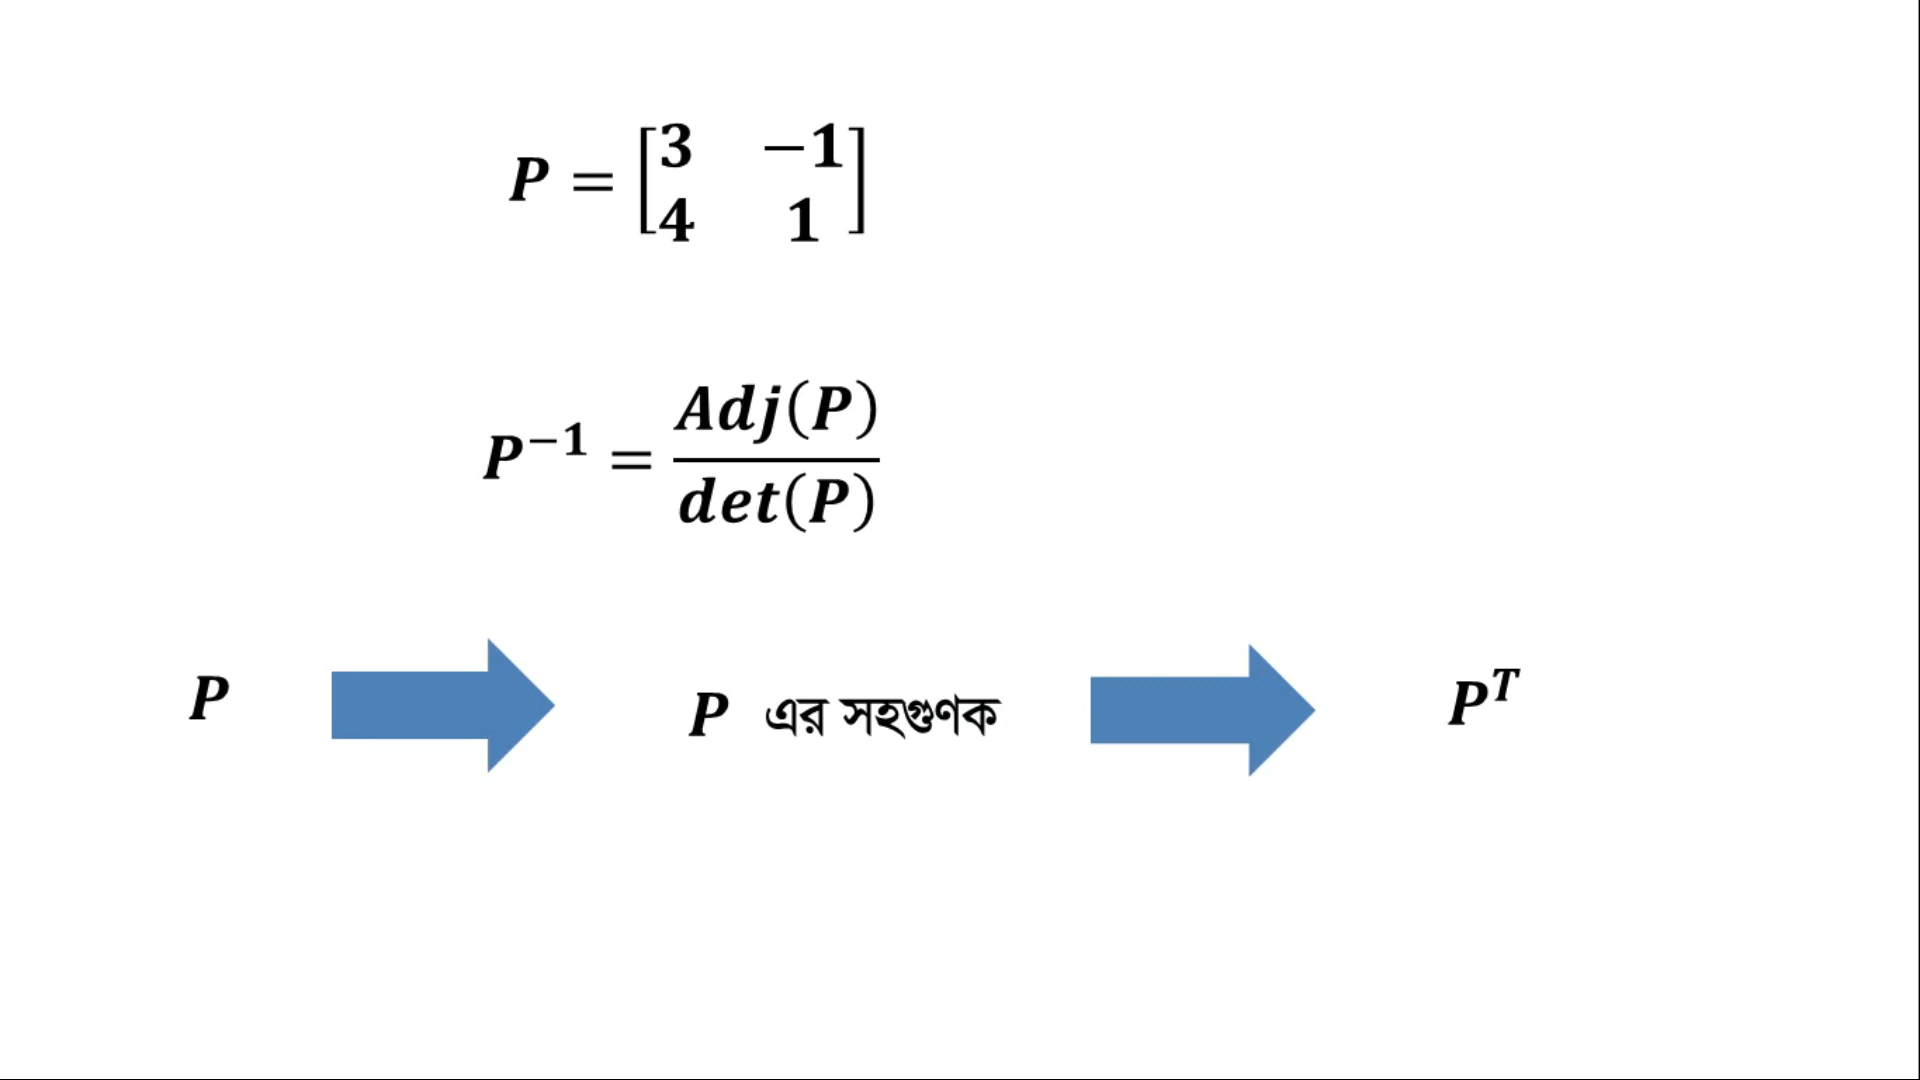 P = [3 −1
4 1]
P⁻¹ = Adj(P)
det(P)
P P এর সহগুণক Pᵀ